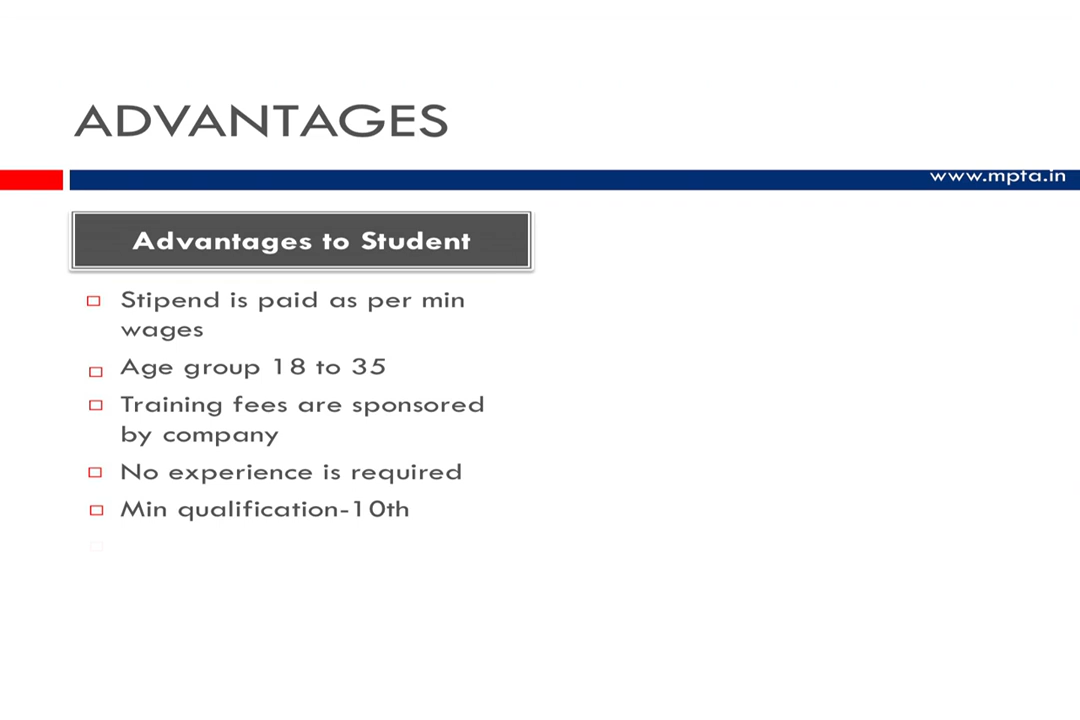 ADVANTAGES
www.mpta.in
Advantages to Student
Stipend is paid as per min
wages
Age group 18 to 35
Training fees are sponsored
by company
No experience is required
Min qualification-10th